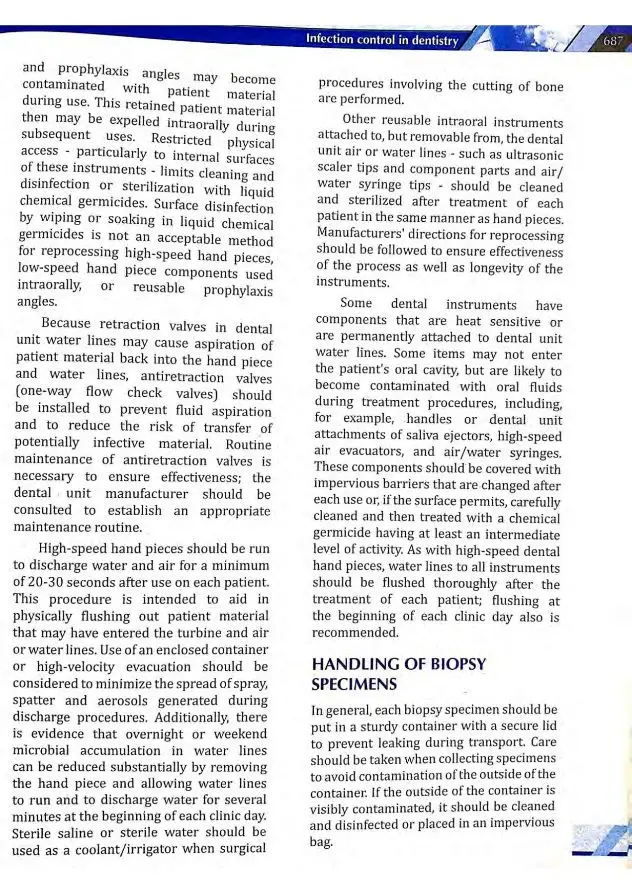 Infection control in dentistry
687
and prophylaxis angles may become
contaminated with patient material
during use. This retained patient material
then may be expelled intraorally during
subsequent uses. Restricted physical
access - particularly to internal surfaces
of these instruments - limits cleaning and
disinfection or sterilization with liquid
chemical germicides. Surface disinfection
by wiping or soaking in liquid chemical
germicides is not an acceptable method
for reprocessing high-speed hand pieces,
low-speed hand piece components used
intraorally, or reusable prophylaxis
angles.
Because retraction valves in dental
unit water lines may cause aspiration of
patient material back into the hand piece
and water lines, antiretraction valves
(one-way flow check valves) should
be installed to prevent fluid aspiration
and to reduce the risk of transfer of
potentially infective material. Routine
maintenance of antiretraction valves is
necessary to ensure effectiveness; the
dental unit manufacturer should be
consulted to establish an appropriate
maintenance routine.
High-speed hand pieces should be run
to discharge water and air for a minimum
of 20-30 seconds after use on each patient.
This procedure is intended to aid in
physically flushing out patient material
that may have entered the turbine and air
or water lines. Use of an enclosed container
or high-velocity evacuation should be
considered to minimize the spread of spray,
spatter and aerosols generated during
discharge procedures. Additionally, there
is evidence that overnight or weekend
microbial accumulation in water lines
can be reduced substantially by removing
the hand piece and allowing water lines
to run and to discharge water for several
minutes at the beginning of each clinic day.
Sterile saline or sterile water should be
used as a coolant/irrigator when surgical
procedures involving the cutting of bone
are performed.
Other reusable intraoral instruments
attached to, but removable from, the dental
unit air or water lines - such as ultrasonic
scaler tips and component parts and air/
water syringe tips - should be cleaned
and sterilized after treatment of each
patient in the same manner as hand pieces.
Manufacturers' directions for reprocessing
should be followed to ensure effectiveness
of the process as well as longevity of the
instruments.
Some dental instruments have
components that are heat sensitive or
are permanently attached to dental unit
water lines. Some items may not enter
the patient's oral cavity, but are likely to
become contaminated with oral fluids
during treatment procedures, including,
for example, handles or dental unit
attachments of saliva ejectors, high-speed
air evacuators, and air/water syringes.
These components should be covered with
impervious barriers that are changed after
each use or, if the surface permits, carefully
cleaned and then treated with a chemical
germicide having at least an intermediate
level of activity. As with high-speed dental
hand pieces, water lines to all instruments
should be flushed thoroughly after the
treatment of each patient; flushing at
the beginning of each clinic day also is
recommended.
HANDLING OF BIOPSY
SPECIMENS
In general, each biopsy specimen should be
put in a sturdy container with a secure lid
to prevent leaking during transport. Care
should be taken when collecting specimens
to avoid contamination of the outside of the
container. If the outside of the container is
visibly contaminated, it should be cleaned
and disinfected or placed in an impervious
bag.